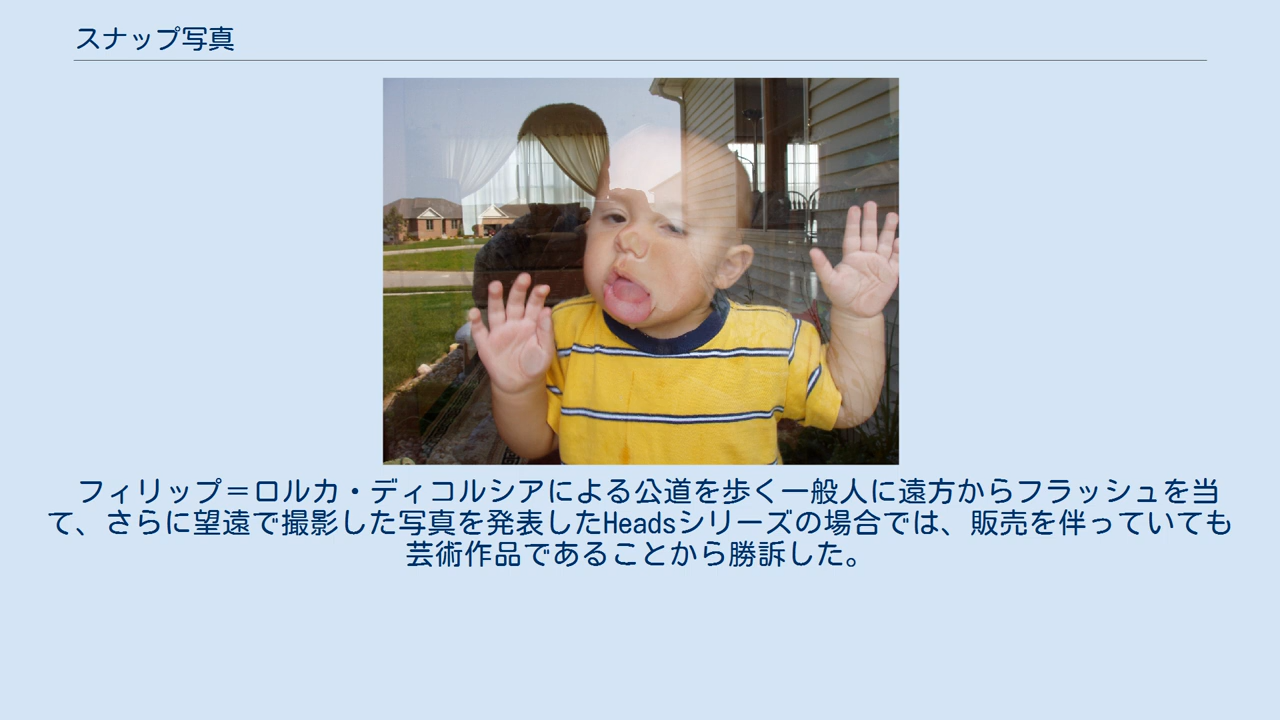 スナップ写真
フィリップ＝ロルカ・ディコルシアによる公道を歩く一般人に遠方からフラッシュを当
て、さらに望遠で撮影した写真を発表したHeadsシリーズの場合では、販売を伴っていても
芸術作品であることから勝訴した。